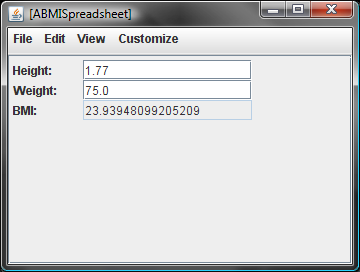 [ABMISpreadsheet]
File Edit View Customize
Height: 1.77
Weight: 75.0
BMI: 23.93948099205209